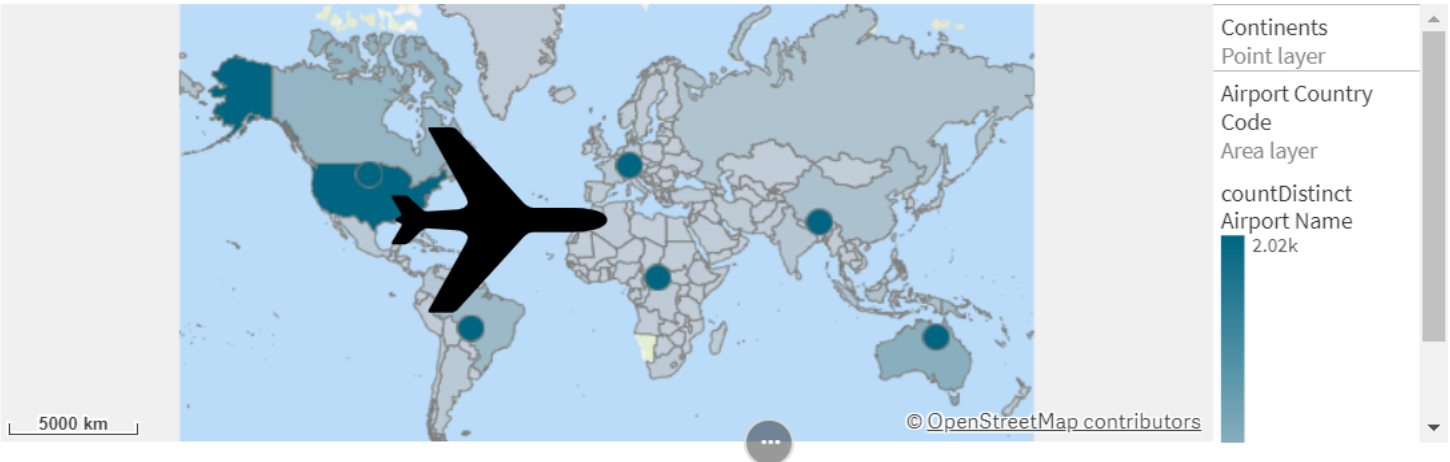 Continents
Point layer
Airport Country
Code
Area layer
countDistinct
Airport Name
2.02k
5000 km
© OpenStreetMap contributors